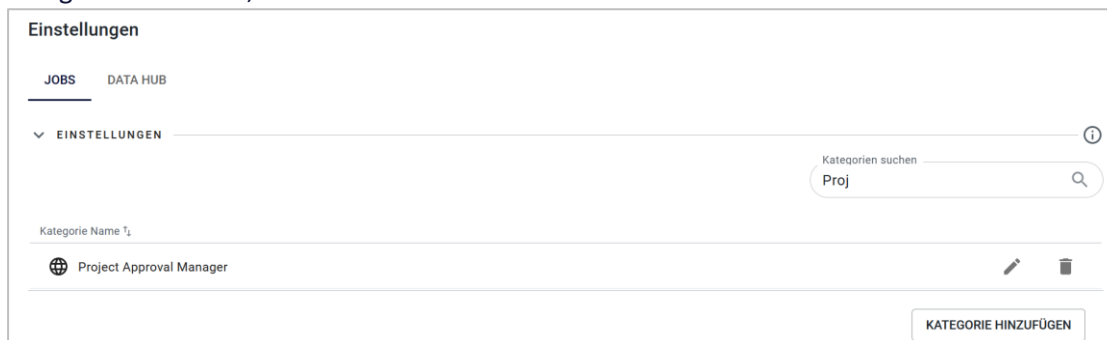 Einstellungen
JOBS DATA HUB
EINSTELLUNGEN
Kategorien suchen
Proj
Kategorie Name
Project Approval Manager
KATEGORIE HINZUFÜGEN